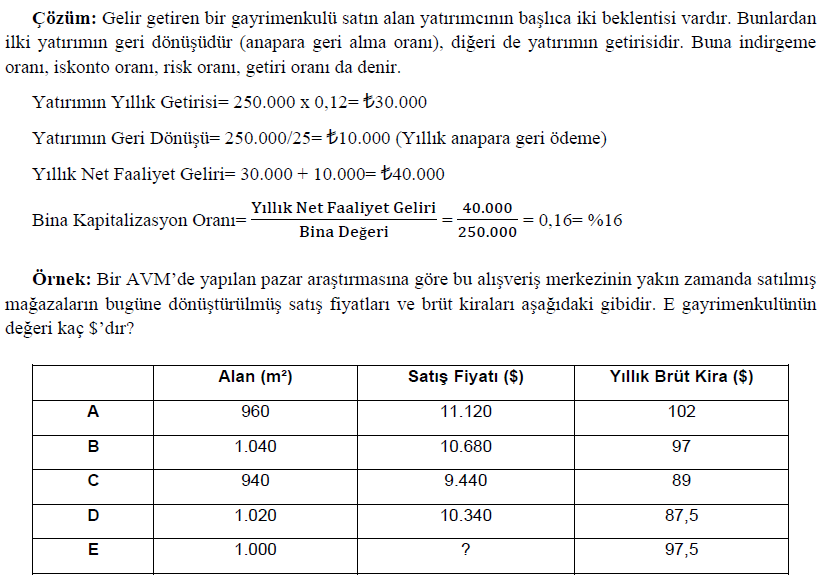 Çözüm: Gelir getiren bir gayrimenkulü satın alan yatırımcının başlıca iki beklentisi vardır. Bunlardan
ilki yatırımın geri dönüşüdür (anapara geri alma oranı), diğeri de yatırımın getirisidir. Buna indirgeme
oranı, iskonto oranı, risk oranı, getiri oranı da denir.
Yatırımın Yıllık Getirisi= 250.000 x 0,12= ₺30.000
Yatırımın Geri Dönüşü= 250.000/25= ₺10.000 (Yıllık anapara geri ödeme)
Yıllık Net Faaliyet Geliri= 30.000 + 10.000= ₺40.000
Bina Kapitalizasyon Oranı= Yıllık Net Faaliyet Geliri / Bina Değeri = 40.000 / 250.000 = 0,16= %16
Örnek: Bir AVM’de yapılan pazar araştırmasına göre bu alışveriş merkezinin yakın zamanda satılmış
mağazaların bugüne dönüştürülmüş satış fiyatları ve brüt kiraları aşağıdaki gibidir. E gayrimenkulünün
değeri kaç $’dır?
Alan (m²) Satış Fiyatı ($) Yıllık Brüt Kira ($)
A 960 11.120 102
B 1.040 10.680 97
C 940 9.440 89
D 1.020 10.340 87,5
E 1.000 ? 97,5